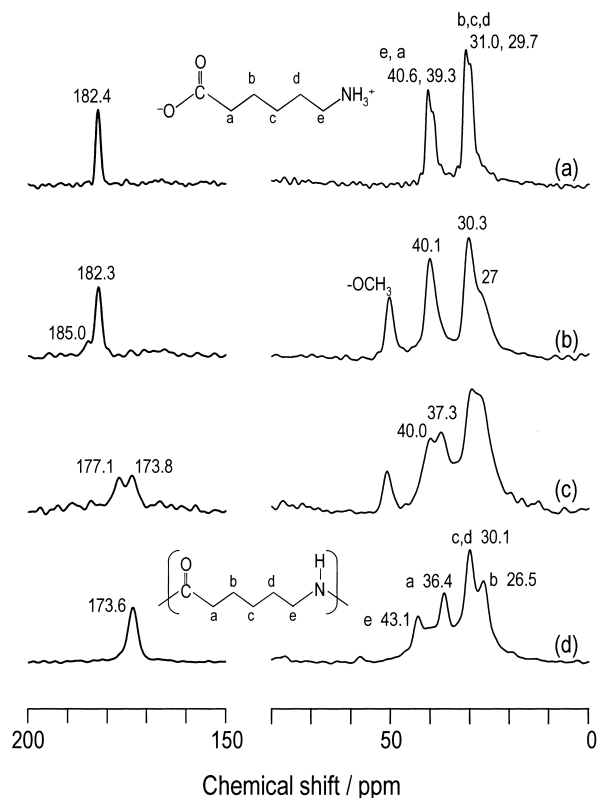 b,c,d
e, a
31.0, 29.7
40.6, 39.3
182.4
O
C
⁻O
NH₃⁺
a
b
c
d
e
(a)
30.3
182.3
40.1
27
-OCH₃
185.0
(b)
37.3
40.0
177.1
173.8
(c)
c,d 30.1
O
C
H
N
a
b
c
d
e
a 36.4
b 26.5
173.6
e 43.1
(d)
200
150
50
0
Chemical shift / ppm